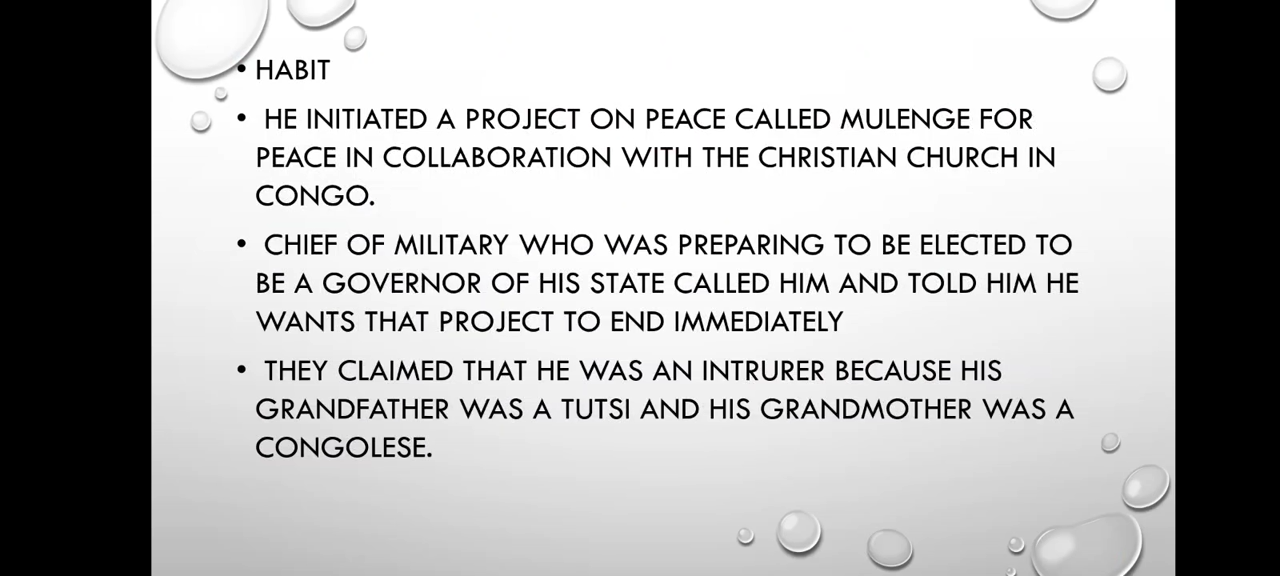 • HABIT
• HE INITIATED A PROJECT ON PEACE CALLED MULENGE FOR
PEACE IN COLLABORATION WITH THE CHRISTIAN CHURCH IN
CONGO.
• CHIEF OF MILITARY WHO WAS PREPARING TO BE ELECTED TO
BE A GOVERNOR OF HIS STATE CALLED HIM AND TOLD HIM HE
WANTS THAT PROJECT TO END IMMEDIATELY
• THEY CLAIMED THAT HE WAS AN INTRURER BECAUSE HIS
GRANDFATHER WAS A TUTSI AND HIS GRANDMOTHER WAS A
CONGOLESE.